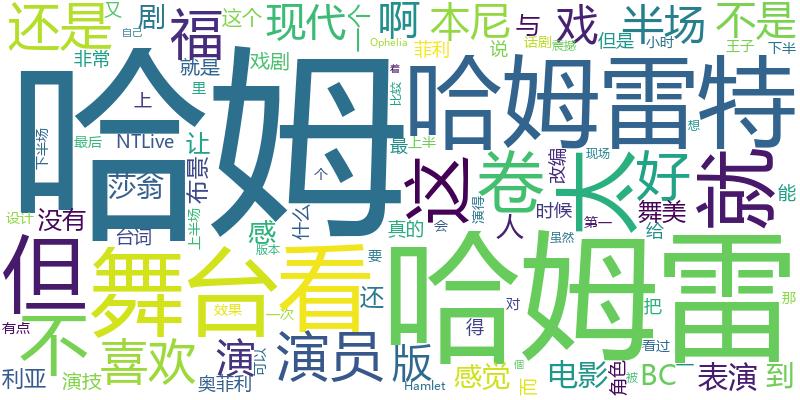 还是
剧
又
福
这个
现代
个
啊
本尼
与
戏
半场
不是
自己
Ophelia
话剧
震撼
菲利
说
但是
小时
王子
下半
非常
就是
戏剧
里
着
比较
哈姆
哈姆雷特
上
下半场
最后
NTLive
让
最
上半
莎翁
布景
个
这
卷
太
好
就
改编
现场
想
能
没有
设计
台词
上半场
感
版本
什么
真的
会
演得
人
时候
虽然
舞美
给
第一
但
舞台
看
要
还
哈姆雷
不
有点
效果
一次
得
对
把
看过
那
喜欢
演
可以
演员
版
利亚
演技
奥菲利
Hamlet
感觉
個
电影
被
角色
BC
一
表演
到